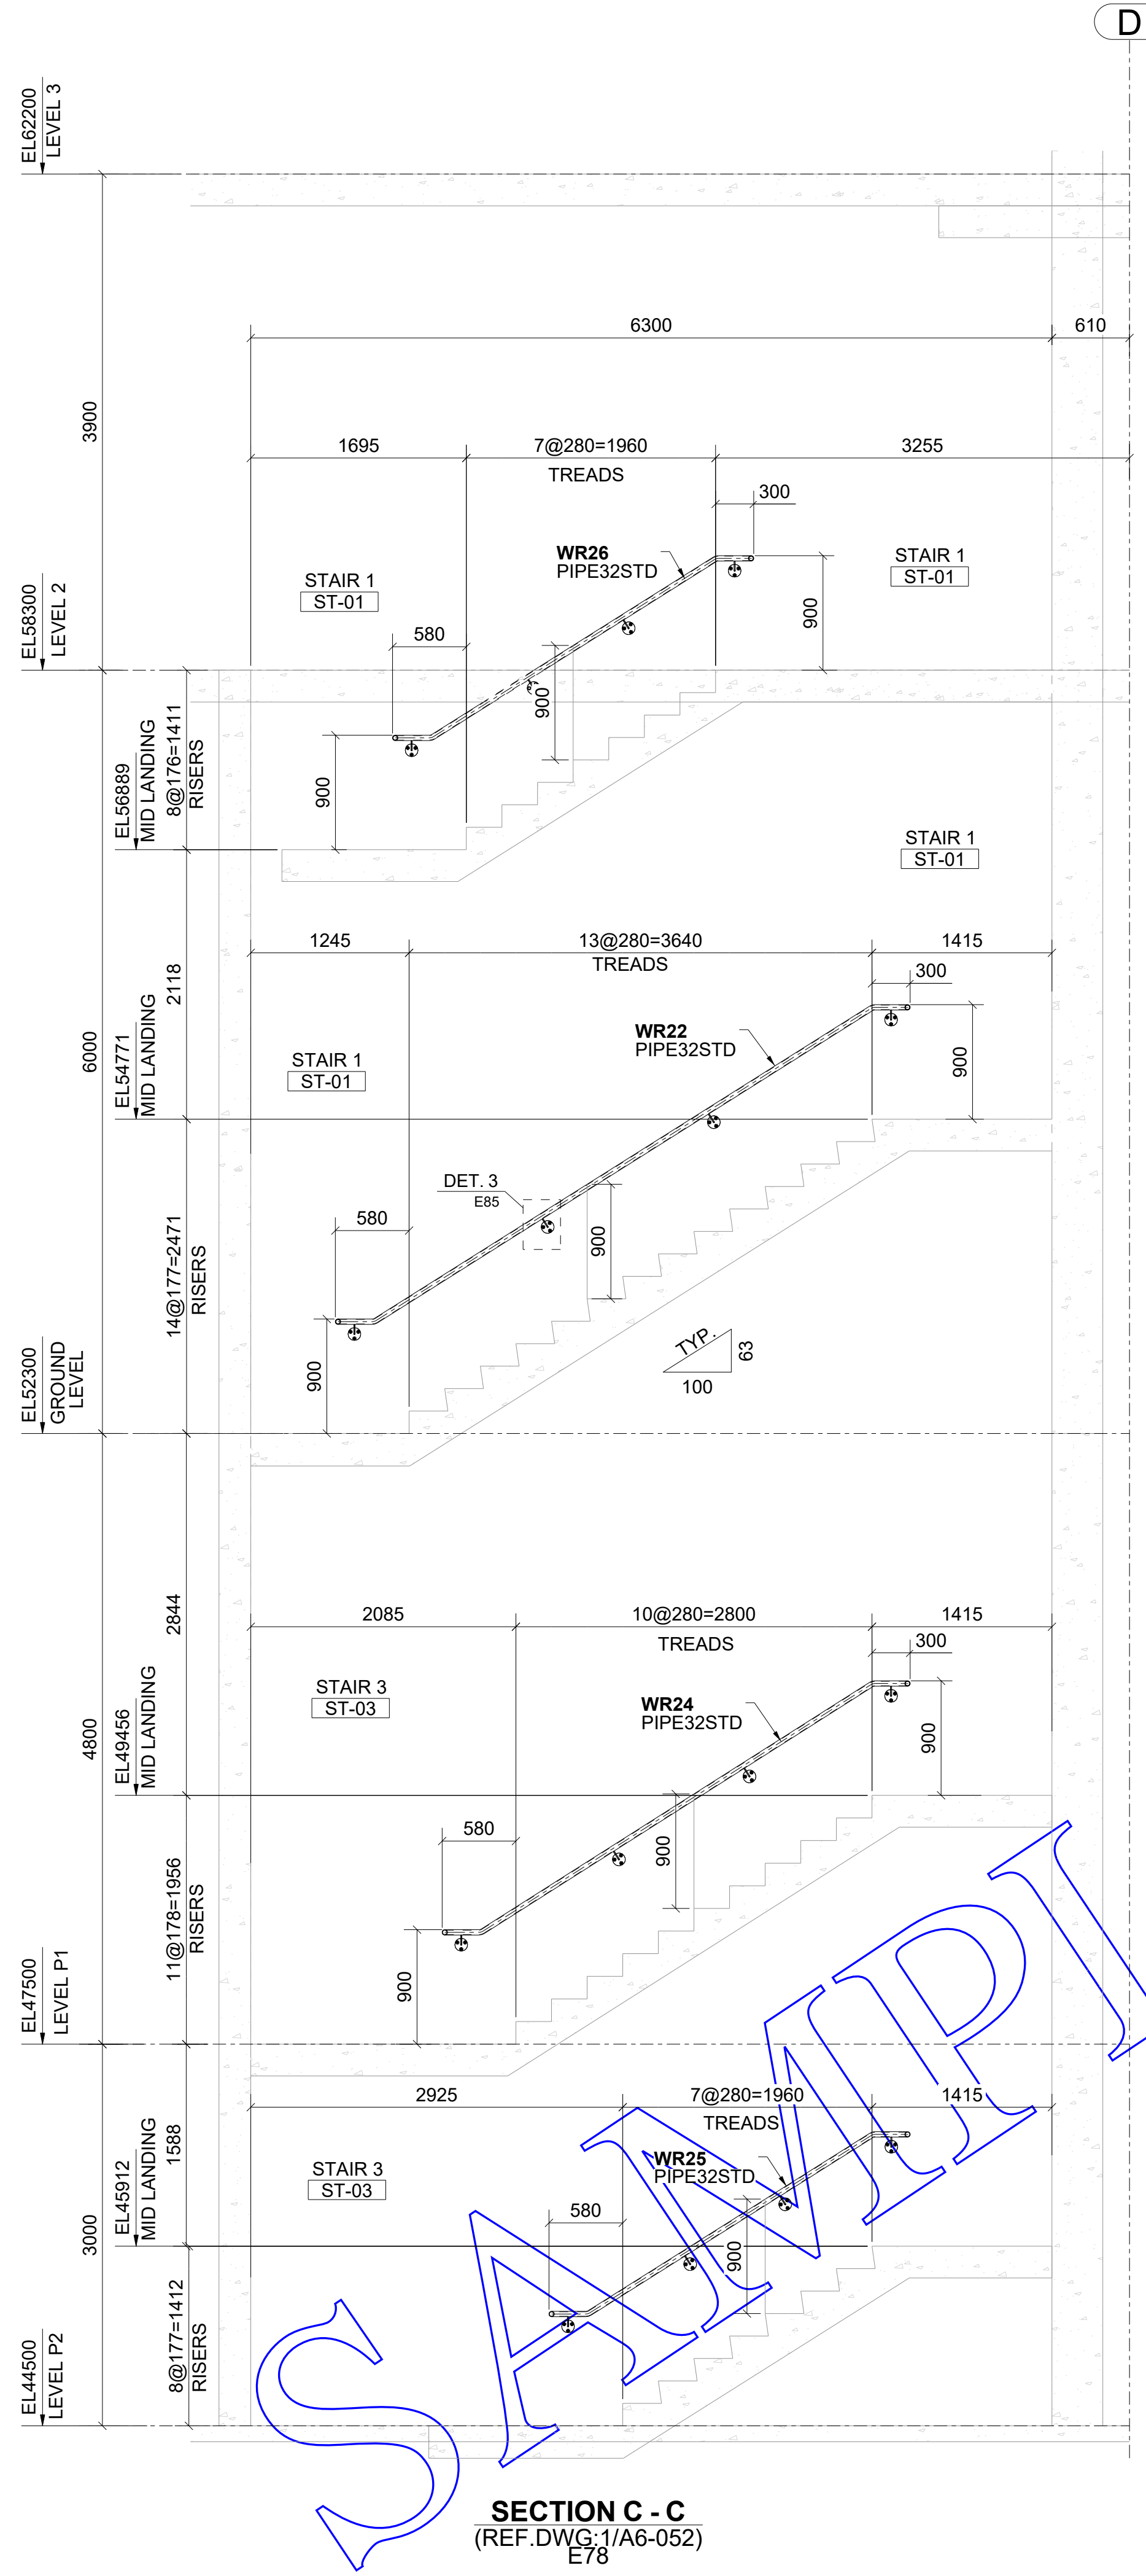 D
EL62200
LEVEL 3
6300
610
3900
1695
7@280=1960
TREADS
3255
300
WR26
PIPE32STD
STAIR 1
ST-01
STAIR 1
ST-01
580
900
900
900
EL58300
LEVEL 2
8@176=1411
RISERS
EL56889
MID LANDING
STAIR 1
ST-01
1245
13@280=3640
TREADS
1415
300
2118
6000
EL54771
MID LANDING
WR22
PIPE32STD
STAIR 1
ST-01
900
DET. 3
E85
580
900
900
14@177=2471
RISERS
TYP.
63
100
EL52300
GROUND
LEVEL
2085
10@280=2800
TREADS
1415
300
2844
4800
EL49456
MID LANDING
STAIR 3
ST-03
WR24
PIPE32STD
900
580
900
900
11@178=1956
RISERS
EL47500
LEVEL P1
2925
7@280=1960
TREADS
1415
1588
3000
EL45912
MID LANDING
STAIR 3
ST-03
WR25
PIPE32STD
580
900
8@177=1412
RISERS
EL44500
LEVEL P2
SAMPL
SECTION C - C
(REF.DWG:1/A6-052)
E78